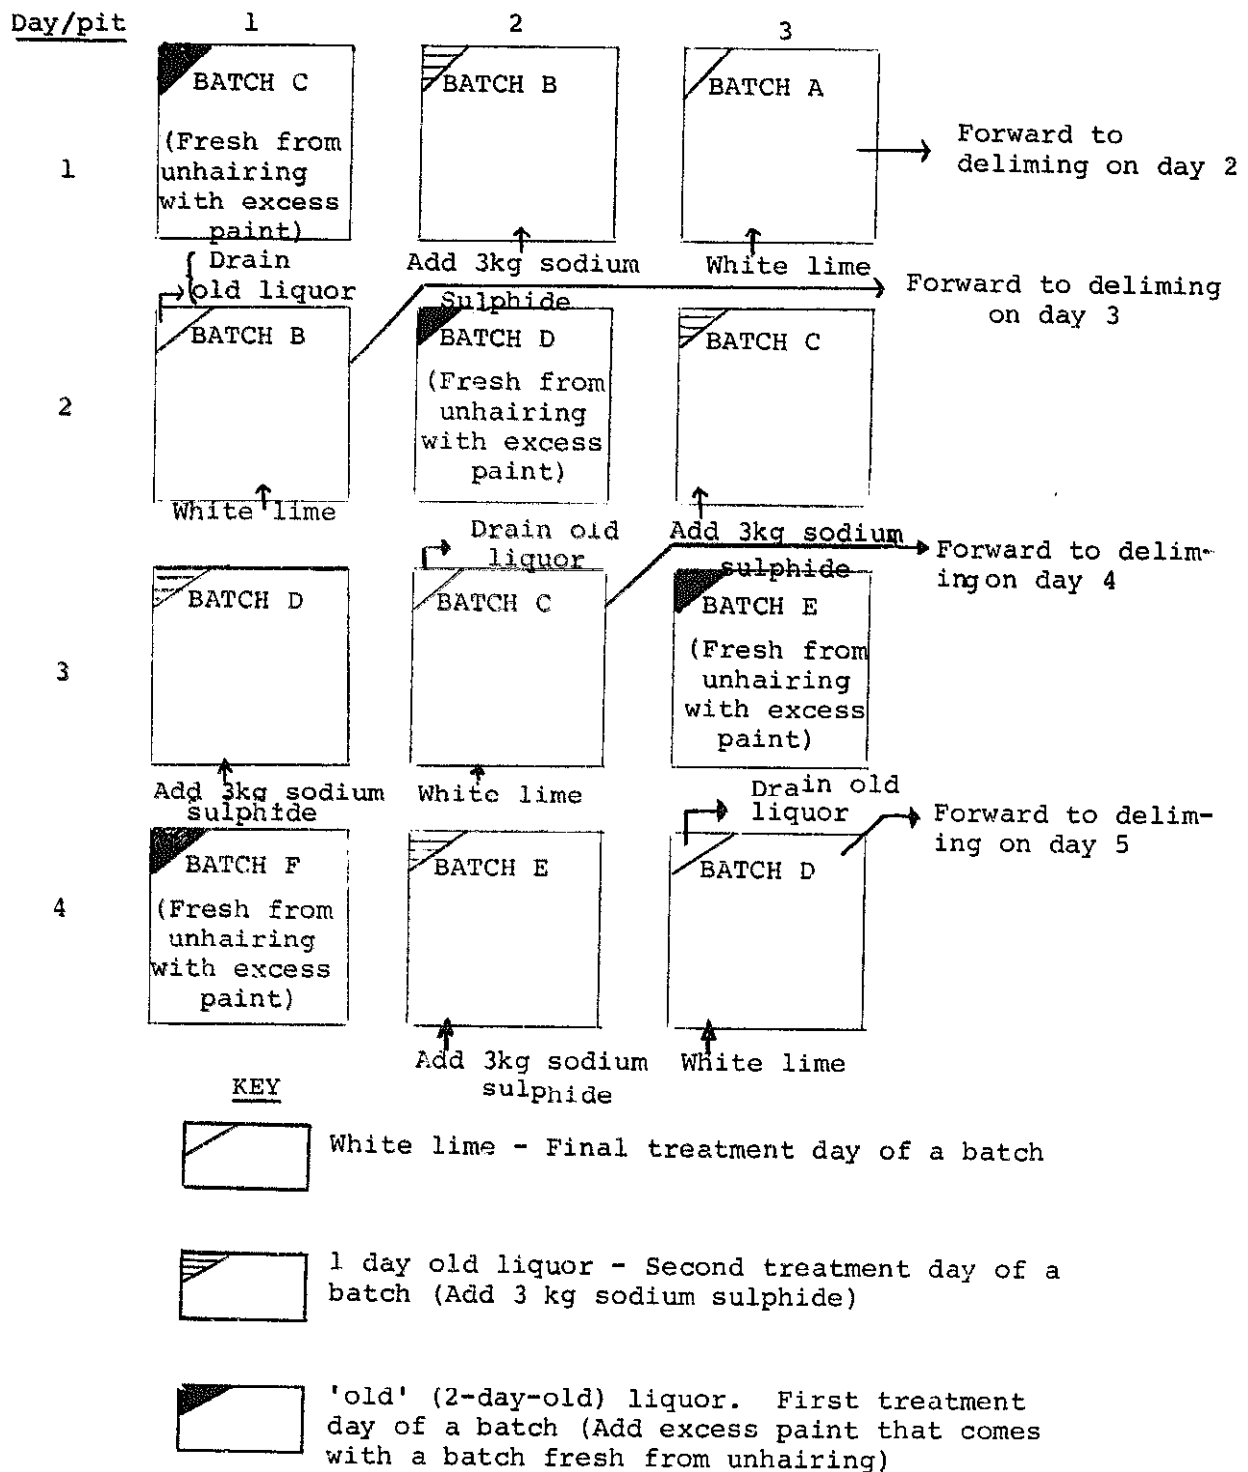 Day/pit 1 2 3
1
BATCH C
(Fresh from
unhairing
with excess
paint)
BATCH B
BATCH A
Forward to
deliming on day 2
Add 3kg sodium
Sulphide
White lime
Drain
old liquor
Forward to deliming
on day 3
2
BATCH B
BATCH D
(Fresh from
unhairing
with excess
paint)
BATCH C
White lime
Drain old
liquor
Add 3kg sodium
sulphide
Forward to delim-
ing on day 4
3
BATCH D
BATCH C
BATCH E
(Fresh from
unhairing
with excess
paint)
Add 3kg sodium
sulphide
White lime
Drain old
liquor
Forward to delim-
ing on day 5
4
BATCH F
(Fresh from
unhairing
with excess
paint)
BATCH E
BATCH D
Add 3kg sodium
sulphide
White lime
KEY
White lime - Final treatment day of a batch
1 day old liquor - Second treatment day of a
batch (Add 3 kg sodium sulphide)
'old' (2-day-old) liquor. First treatment
day of a batch (Add excess paint that comes
with a batch fresh from unhairing)